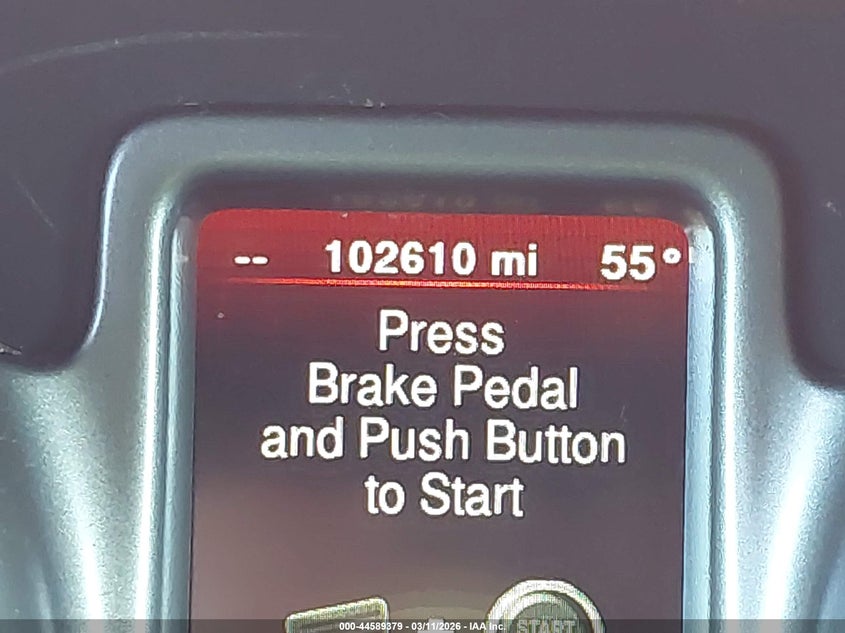 -- 102610 mi 55°
Press
Brake Pedal
and Push Button
to Start
START
000-44589379 - 03/11/2026 - IAA Inc.